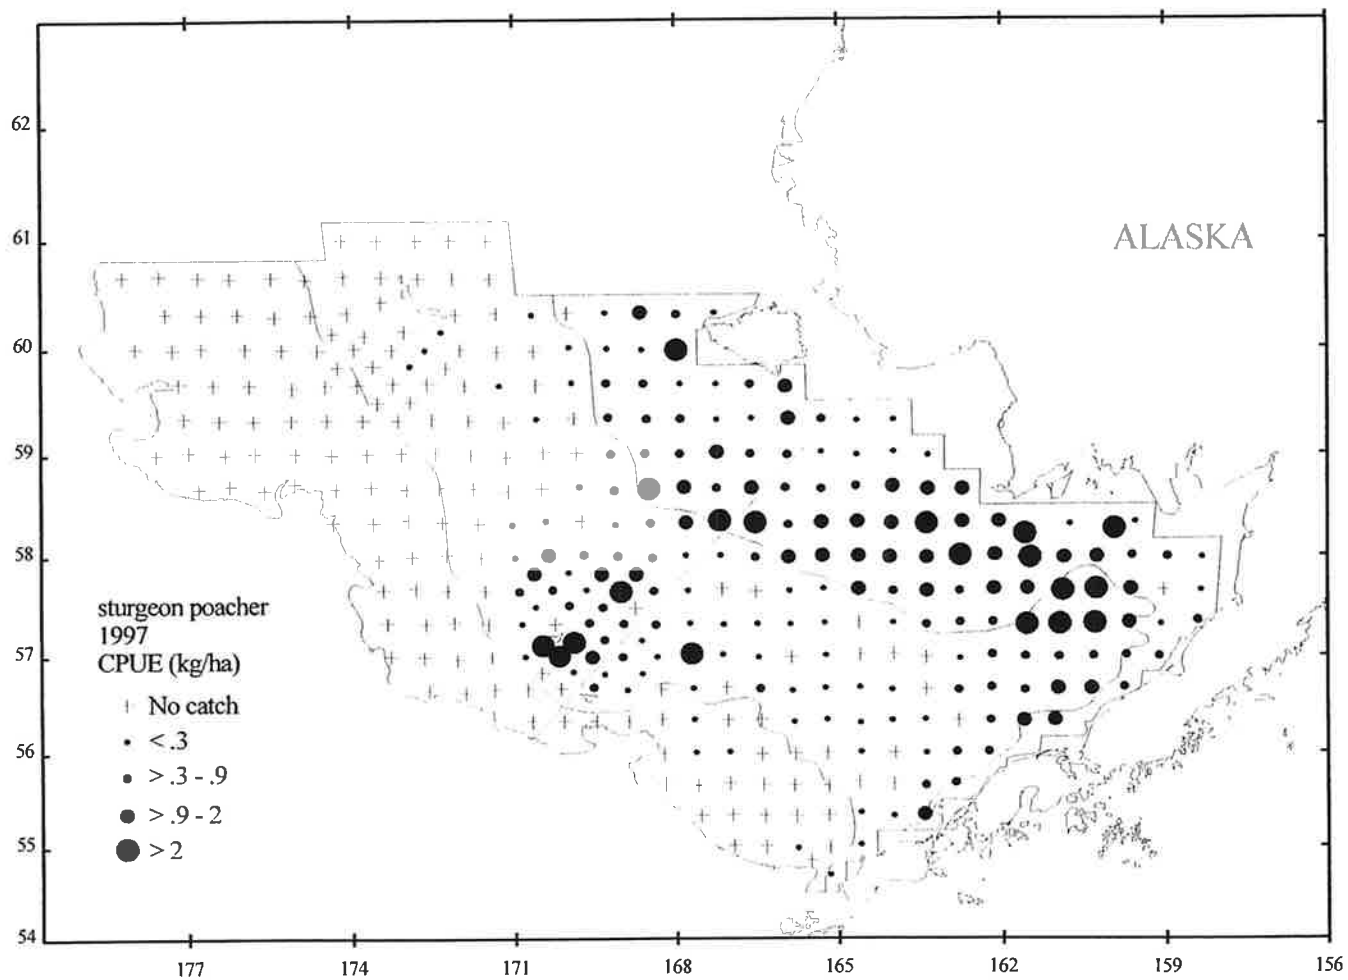 62
61
ALASKA
60
59
58
sturgeon poacher
1997
57
CPUE (kg/ha)
No catch
< .3
56
> .3 - .9
> .9 - 2
55
> 2
54
177 174 171 168 165 162 159 156